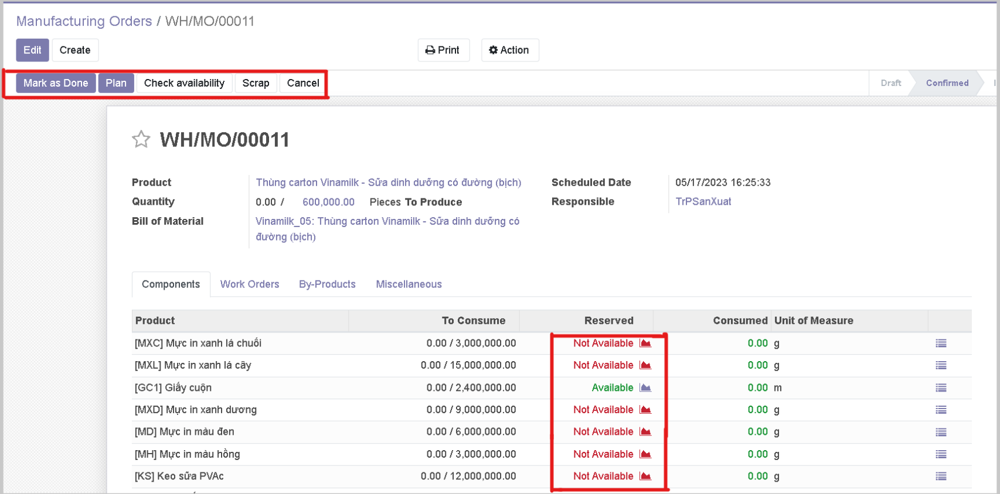 Manufacturing Orders / WH/MO/00011
Edit Create Print Action
Mark as Done Plan Check availability Scrap Cancel Draft Confirmed
WH/MO/00011
Product Thùng carton Vinamilk - Sữa dinh dưỡng có đường (bịch) Scheduled Date 05/17/2023 16:25:33
Quantity 0.00 / 600,000.00 Pieces To Produce Responsible TrPSanXuat
Bill of Material Vinamilk_05: Thùng carton Vinamilk - Sữa dinh dưỡng có
đường (bịch)
Components Work Orders By-Products Miscellaneous
Product To Consume Reserved Consumed Unit of Measure
[MXC] Mực in xanh lá chuối 0.00 / 3,000,000.00 Not Available 0.00 g
[MXL] Mực in xanh lá cây 0.00 / 15,000,000.00 Not Available 0.00 g
[GC1] Giấy cuộn 0.00 / 2,400,000.00 Available 0.00 m
[MXD] Mực in xanh dương 0.00 / 9,000,000.00 Not Available 0.00 g
[MD] Mực in màu đen 0.00 / 6,000,000.00 Not Available 0.00 g
[MH] Mực in màu hồng 0.00 / 3,000,000.00 Not Available 0.00 g
[KS] Keo sữa PVAc 0.00 / 12,000,000.00 Not Available 0.00 g